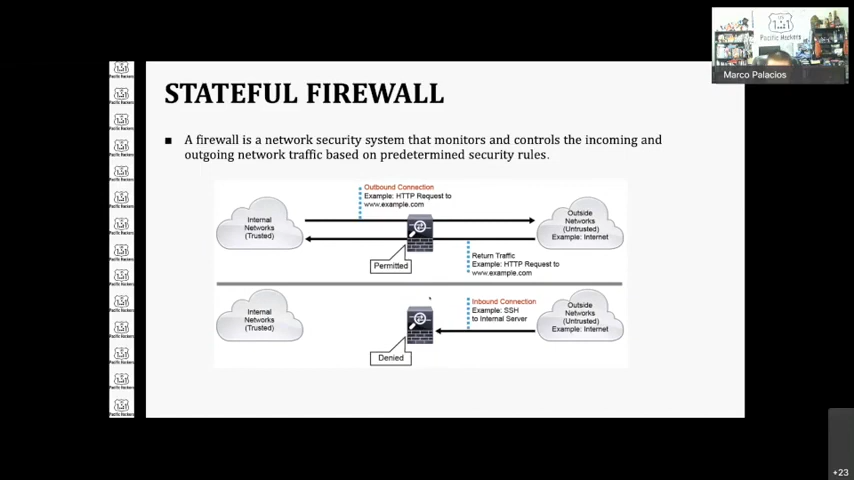 Pacific Hackers
Marco Palacios
STATEFUL FIREWALL
■ A firewall is a network security system that monitors and controls the incoming and
outgoing network traffic based on predetermined security rules.
Outbound Connection
Example: HTTP Request to
www.example.com
Internal
Networks
(Trusted)
Outside
Networks
(Untrusted)
Example: Internet
Permitted
Return Traffic
Example: HTTP Request to
www.example.com
Internal
Networks
(Trusted)
Inbound Connection
Example: SSH
to Internal Server
Outside
Networks
(Untrusted)
Example: Internet
Denied
+23